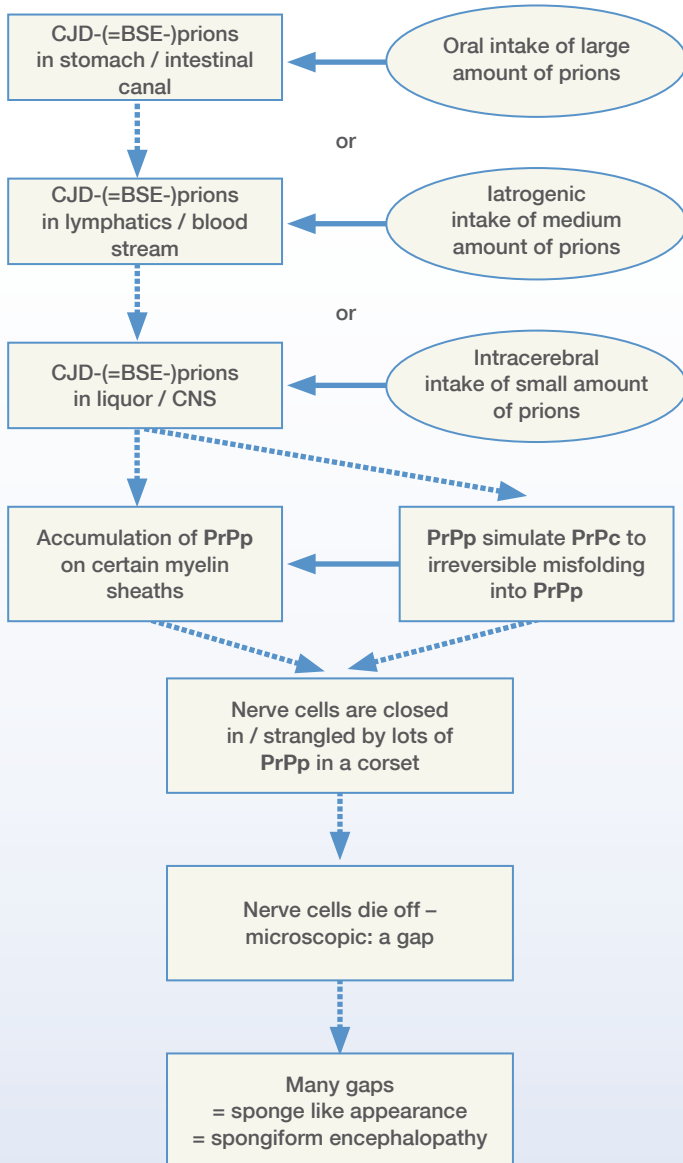 CJD-(=BSE-)prions
in stomach / intestinal
canal
Oral intake of large
amount of prions
or
CJD-(=BSE-)prions
in lymphatics / blood
stream
Iatrogenic
intake of medium
amount of prions
or
CJD-(=BSE-)prions
in liquor / CNS
Intracerebral
intake of small amount
of prions
Accumulation of PrPp
on certain myelin
sheaths
PrPp simulate PrPc to
irreversible misfolding
into PrPp
Nerve cells are closed
in / strangled by lots of
PrPp in a corset
Nerve cells die off –
microscopic: a gap
Many gaps
= sponge like appearance
= spongiform encephalopathy